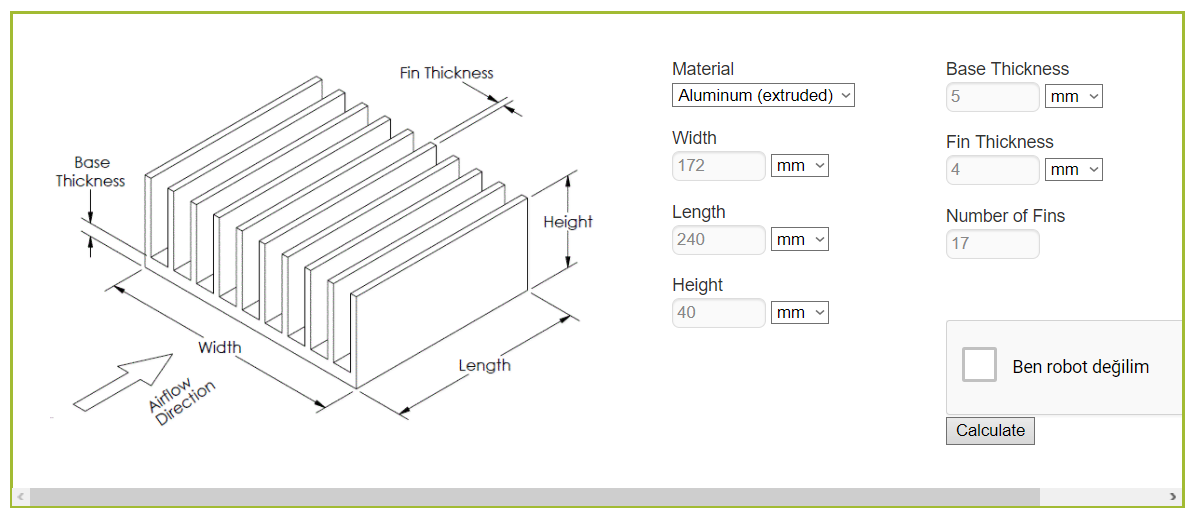 Fin Thickness
Base
Thickness
Height
Width
Length
Airflow
Direction
Material
Aluminum (extruded)
Width
172 mm
Length
240 mm
Height
40 mm
Base Thickness
5 mm
Fin Thickness
4 mm
Number of Fins
17
Ben robot değilim
Calculate